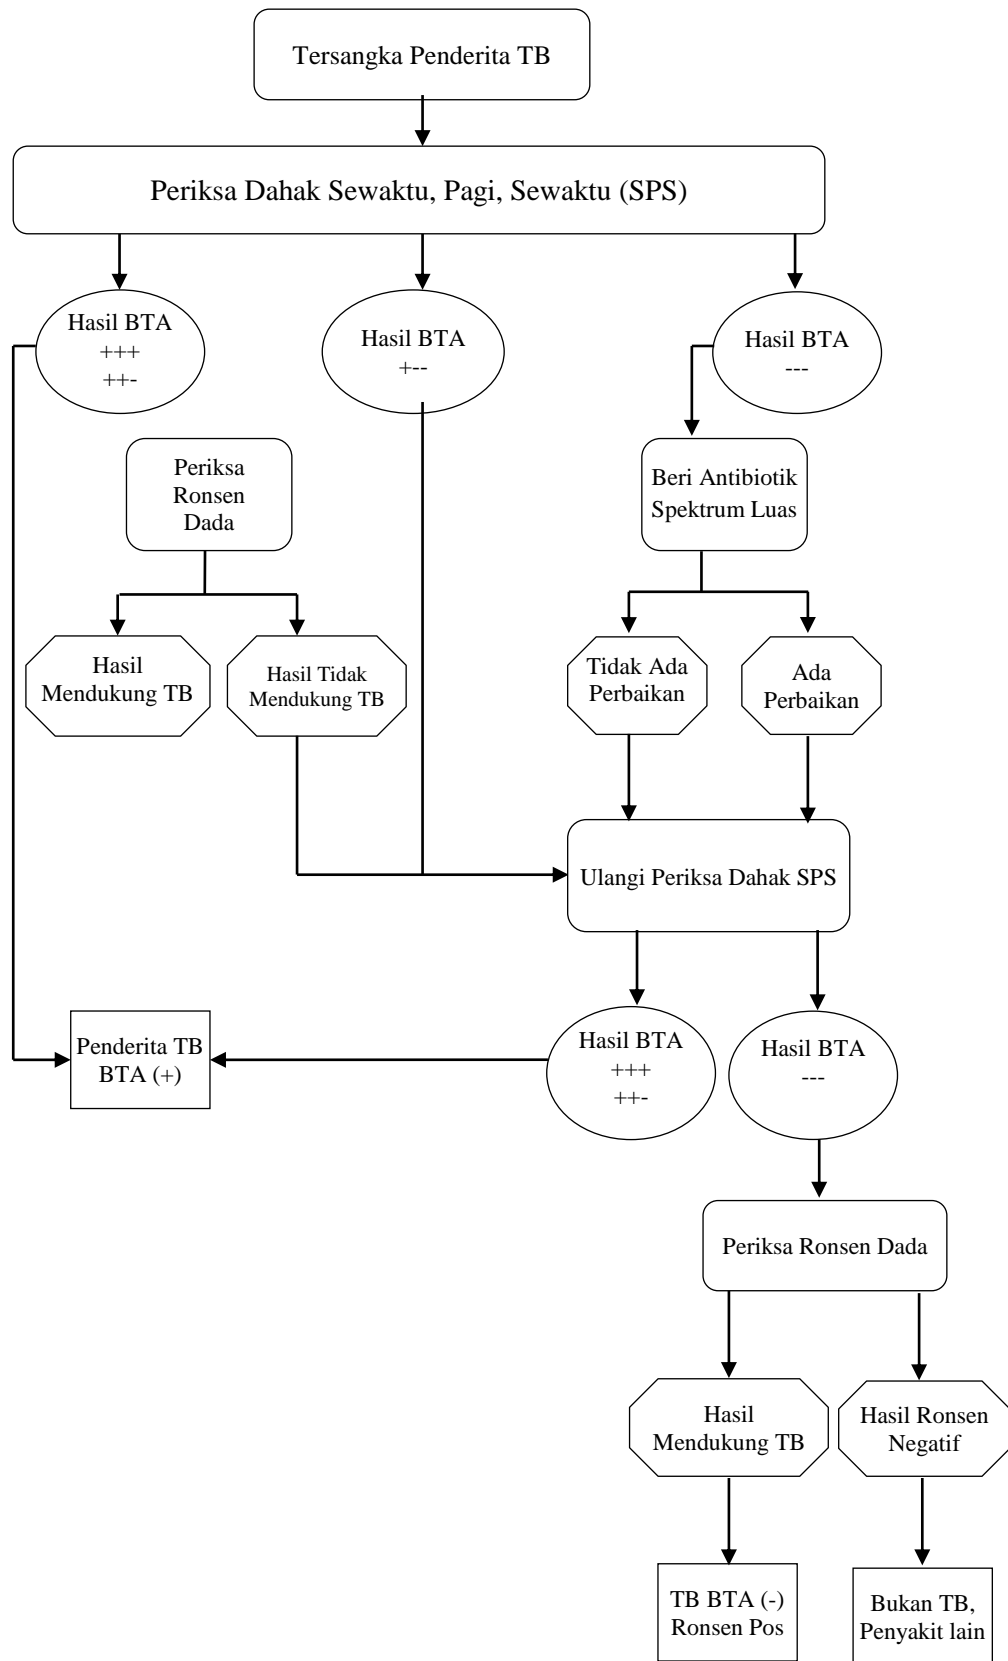 Tersangka Penderita TB
Periksa Dahak Sewaktu, Pagi, Sewaktu (SPS)
Hasil BTA
+++
++-
Hasil BTA
+--
Hasil BTA
---
Periksa
Ronsen
Dada
Beri Antibiotik
Spektrum Luas
Hasil
Mendukung TB
Hasil Tidak
Mendukung TB
Tidak Ada
Perbaikan
Ada
Perbaikan
Ulangi Periksa Dahak SPS
Penderita TB
BTA (+)
Hasil BTA
+++
++-
Hasil BTA
---
Periksa Ronsen Dada
Hasil
Mendukung TB
Hasil Ronsen
Negatif
TB BTA (-)
Ronsen Pos
Bukan TB,
Penyakit lain